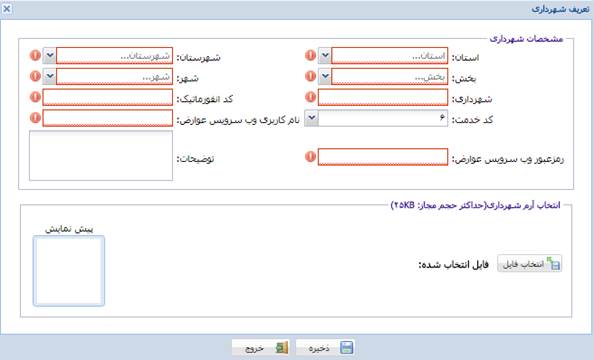 تعریف شهرداری
مشخصات شهرداری
استان: استان... شهرستان: شهرستان...
بخش: بخش... شهر: شهر...
شهرداری: کد انفورماتیک:
کد خدمت: ۶ نام کاربری وب سرویس عوارض:
رمزعبور وب سرویس عوارض: توضیحات:
انتخاب آرم شهرداری(حداکثر حجم مجاز: ۲۵KB)
پیش نمایش
انتخاب فایل فایل انتخاب شده:
ذخیره خروج